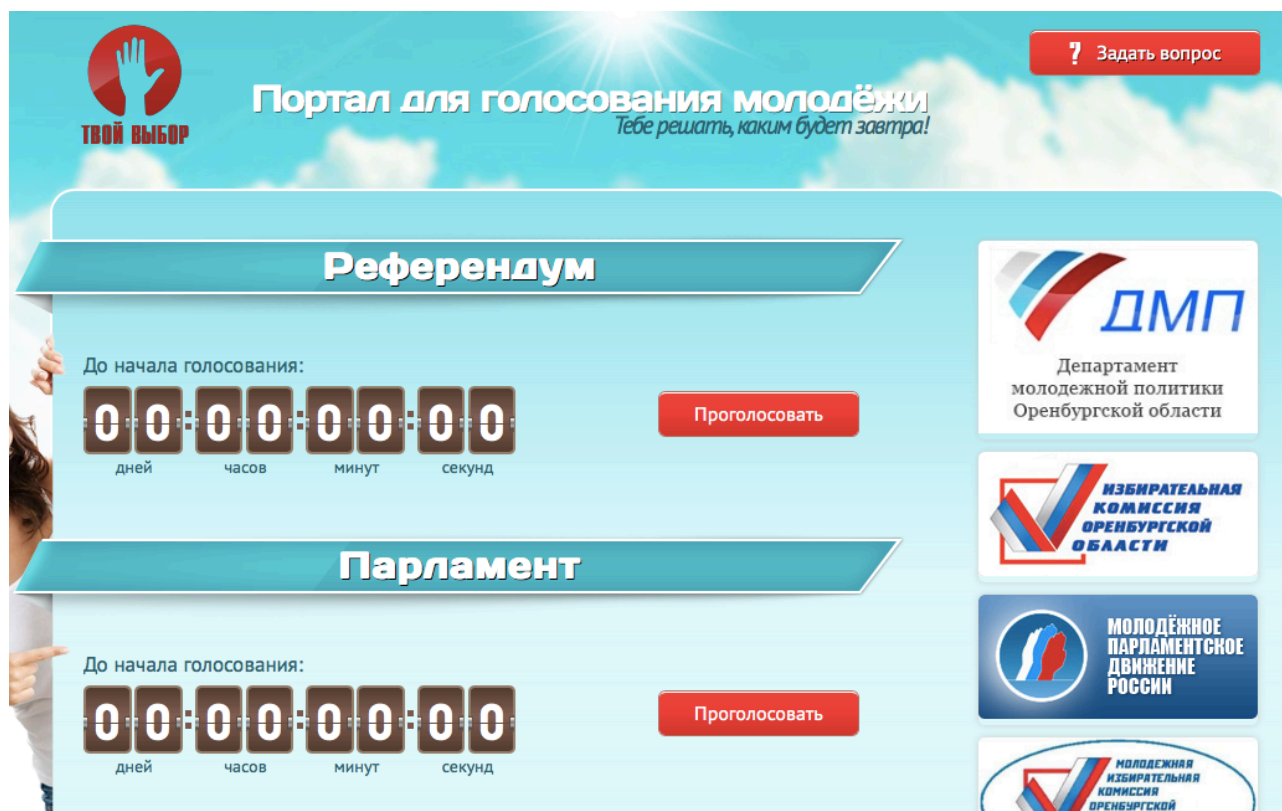 ТВОЙ ВЫБОР
Портал для голосования молодёжи
Тебе решать, каким будет завтра!
? Задать вопрос
Референдум
До начала голосования:
00:00:00:00
дней часов минут секунд
Проголосовать
Парламент
До начала голосования:
00:00:00:00
дней часов минут секунд
Проголосовать
ДМП
Департамент
молодежной политики
Оренбургской области
ИЗБИРАТЕЛЬНАЯ
КОМИССИЯ
ОРЕНБУРГСКОЙ
ОБЛАСТИ
МОЛОДЁЖНОЕ
ПАРЛАМЕНТСКОЕ
ДВИЖЕНИЕ
РОССИИ
МОЛОДЕЖНАЯ
ИЗБИРАТЕЛЬНАЯ
КОМИССИЯ
ОРЕНБУРГСКОЙ